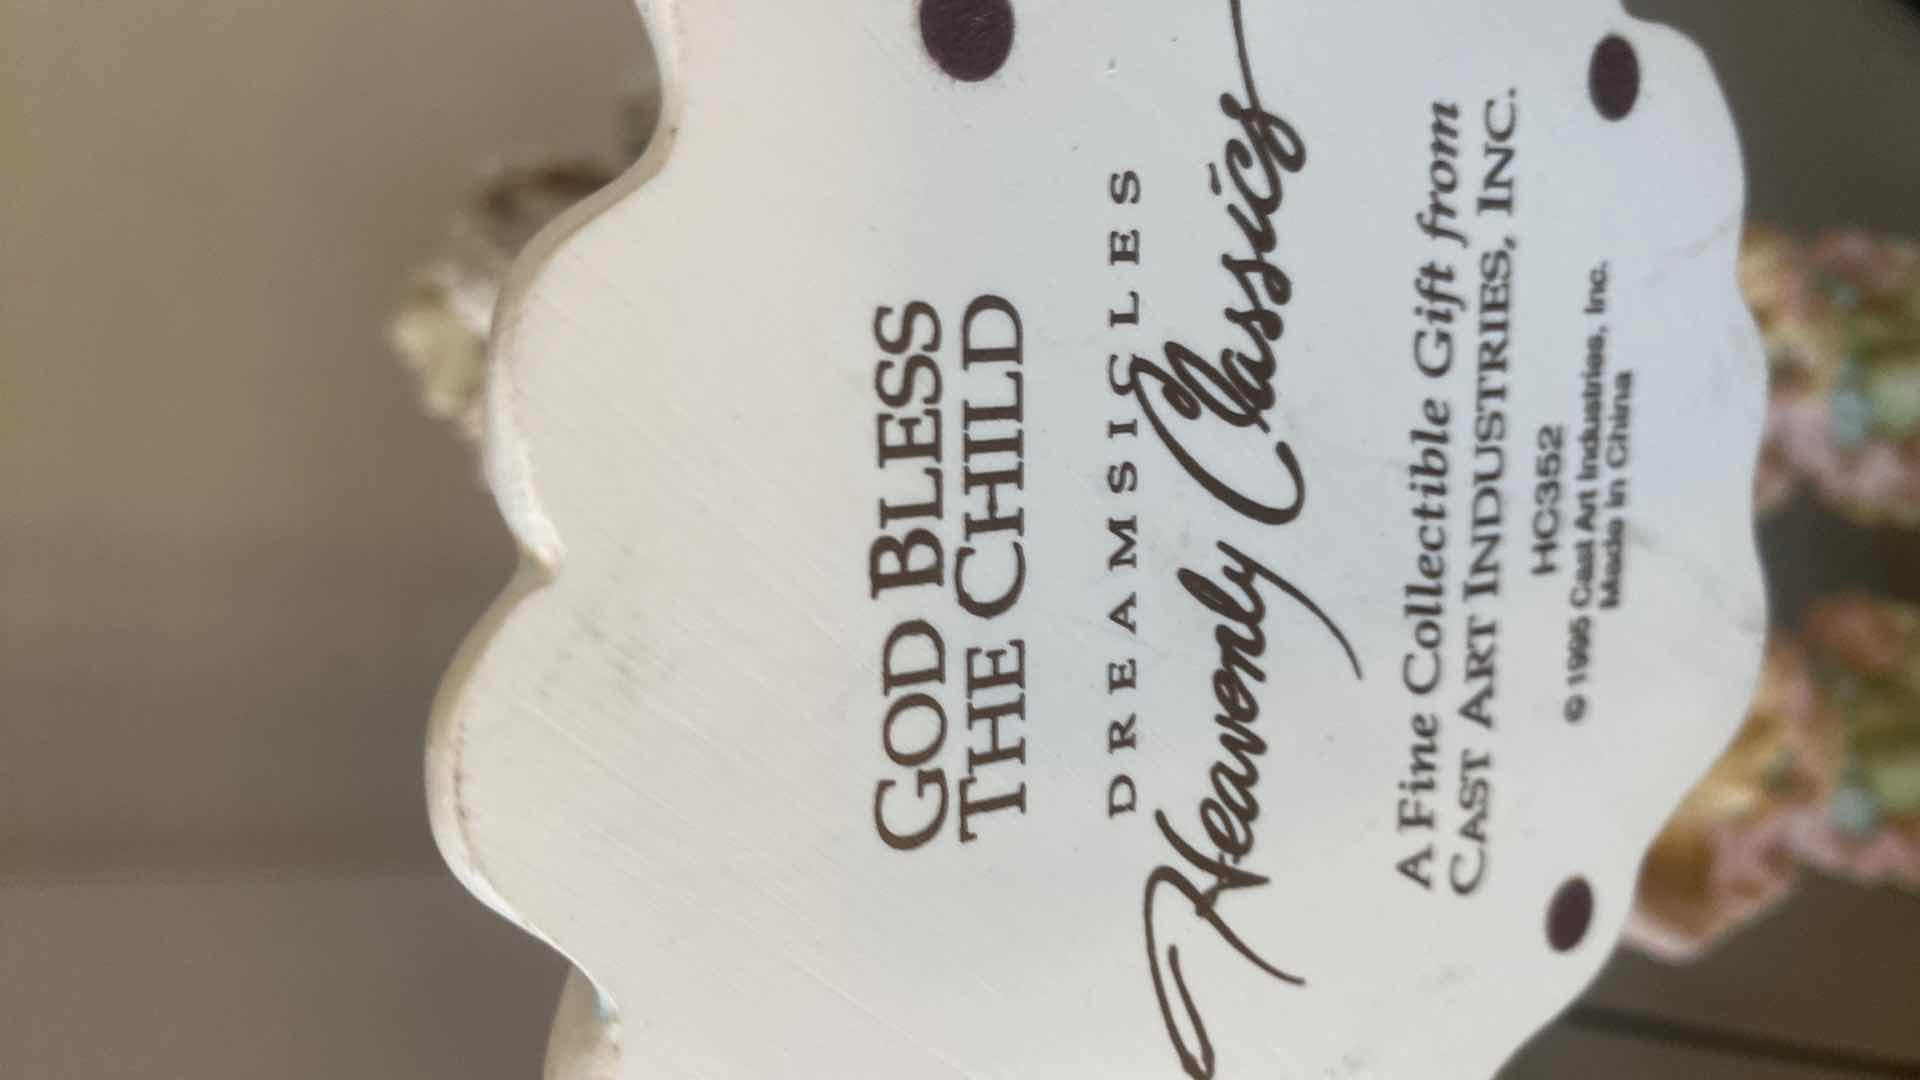 GOD BLESS
THE CHILD
DREAMSICLES
Heavenly Classics
A Fine Collectible Gift from
CAST ART INDUSTRIES, INC.
HC352
© 1995 Cast Art Industries, Inc.
Made in China